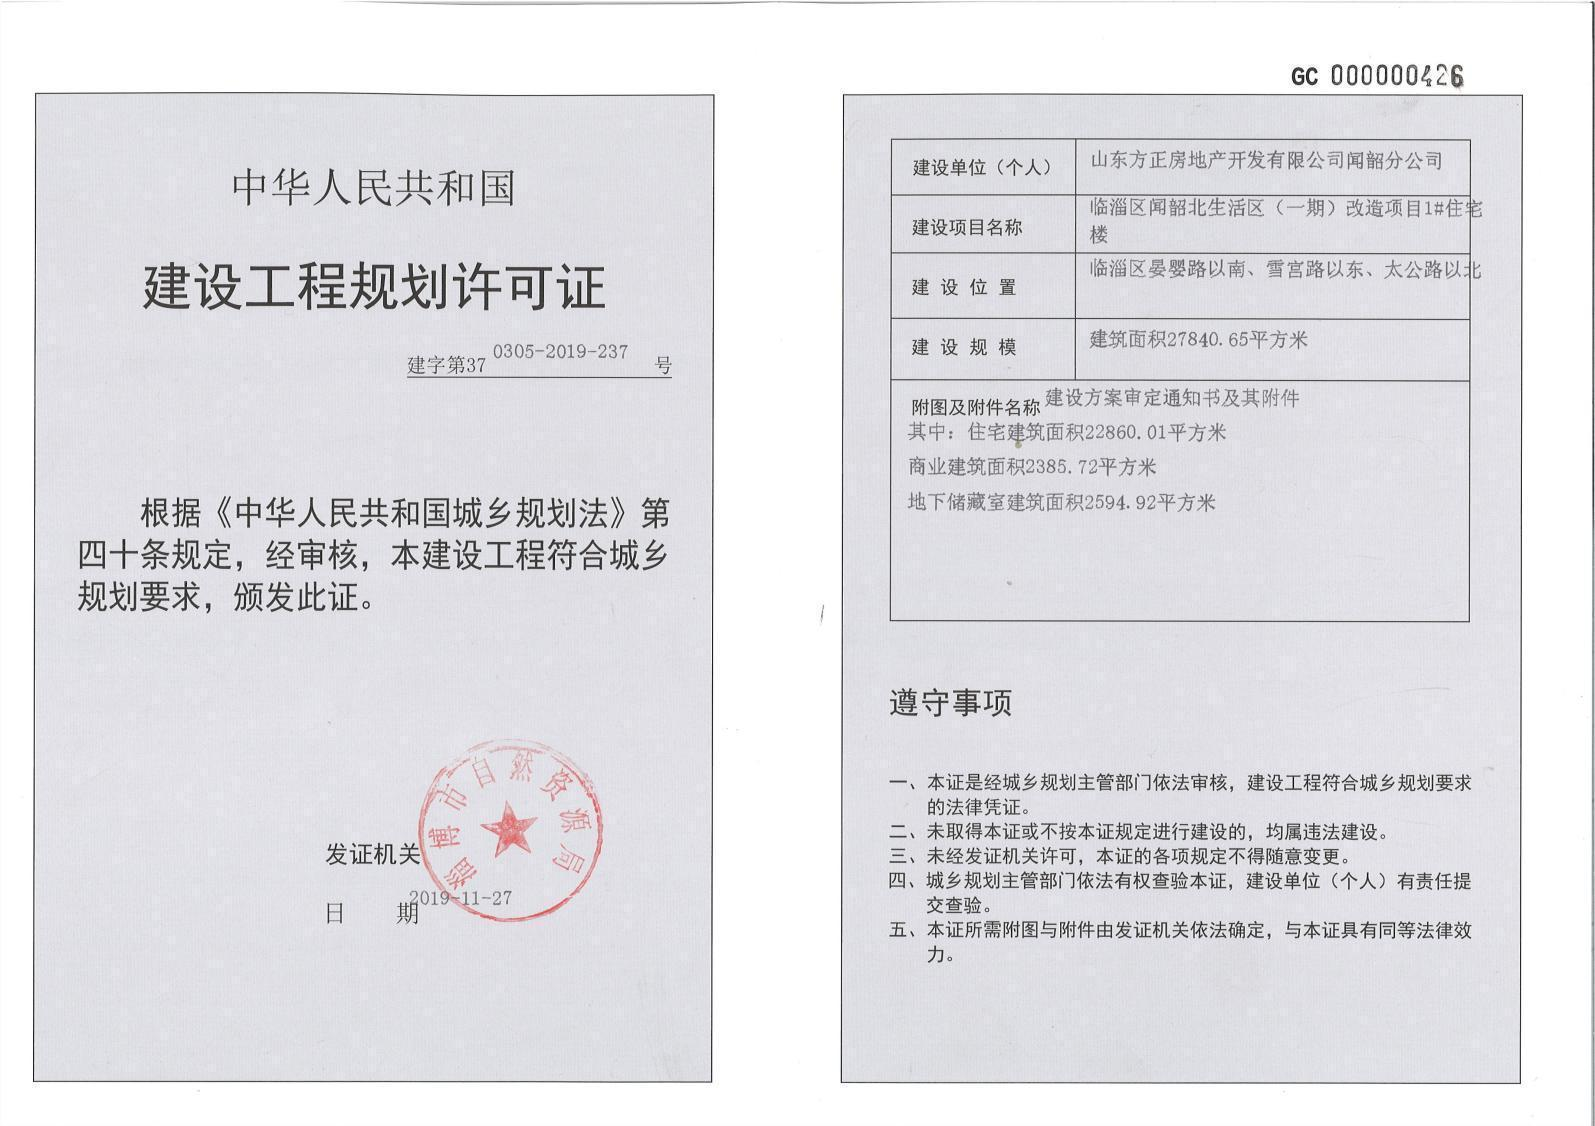 中华人民共和国
建设工程规划许可证
建字第37 0305-2019-237 号
根据《中华人民共和国城乡规划法》第
四十条规定，经审核，本建设工程符合城乡
规划要求，颁发此证。
淄博市自然资源局
发证机关
日 期 2019-11-27
GC 000000426
建设单位（个人） 山东方正房地产开发有限公司闻韶分公司
建设项目名称 临淄区闻韶北生活区（一期）改造项目1#住宅
楼
建设位置 临淄区晏婴路以南、雪宫路以东、太公路以北
建设规模 建筑面积27840.65平方米
附图及附件名称 建设方案审定通知书及其附件
其中：住宅建筑面积22860.01平方米
商业建筑面积2385.72平方米
地下储藏室建筑面积2594.92平方米
遵守事项
一、本证是经城乡规划主管部门依法审核，建设工程符合城乡规划要求
的法律凭证。
二、未取得本证或不按本证规定进行建设的，均属违法建设。
三、未经发证机关许可，本证的各项规定不得随意变更。
四、城乡规划主管部门依法有权查验本证，建设单位（个人）有责任提
交查验。
五、本证所需附图与附件由发证机关依法确定，与本证具有同等法律效
力。